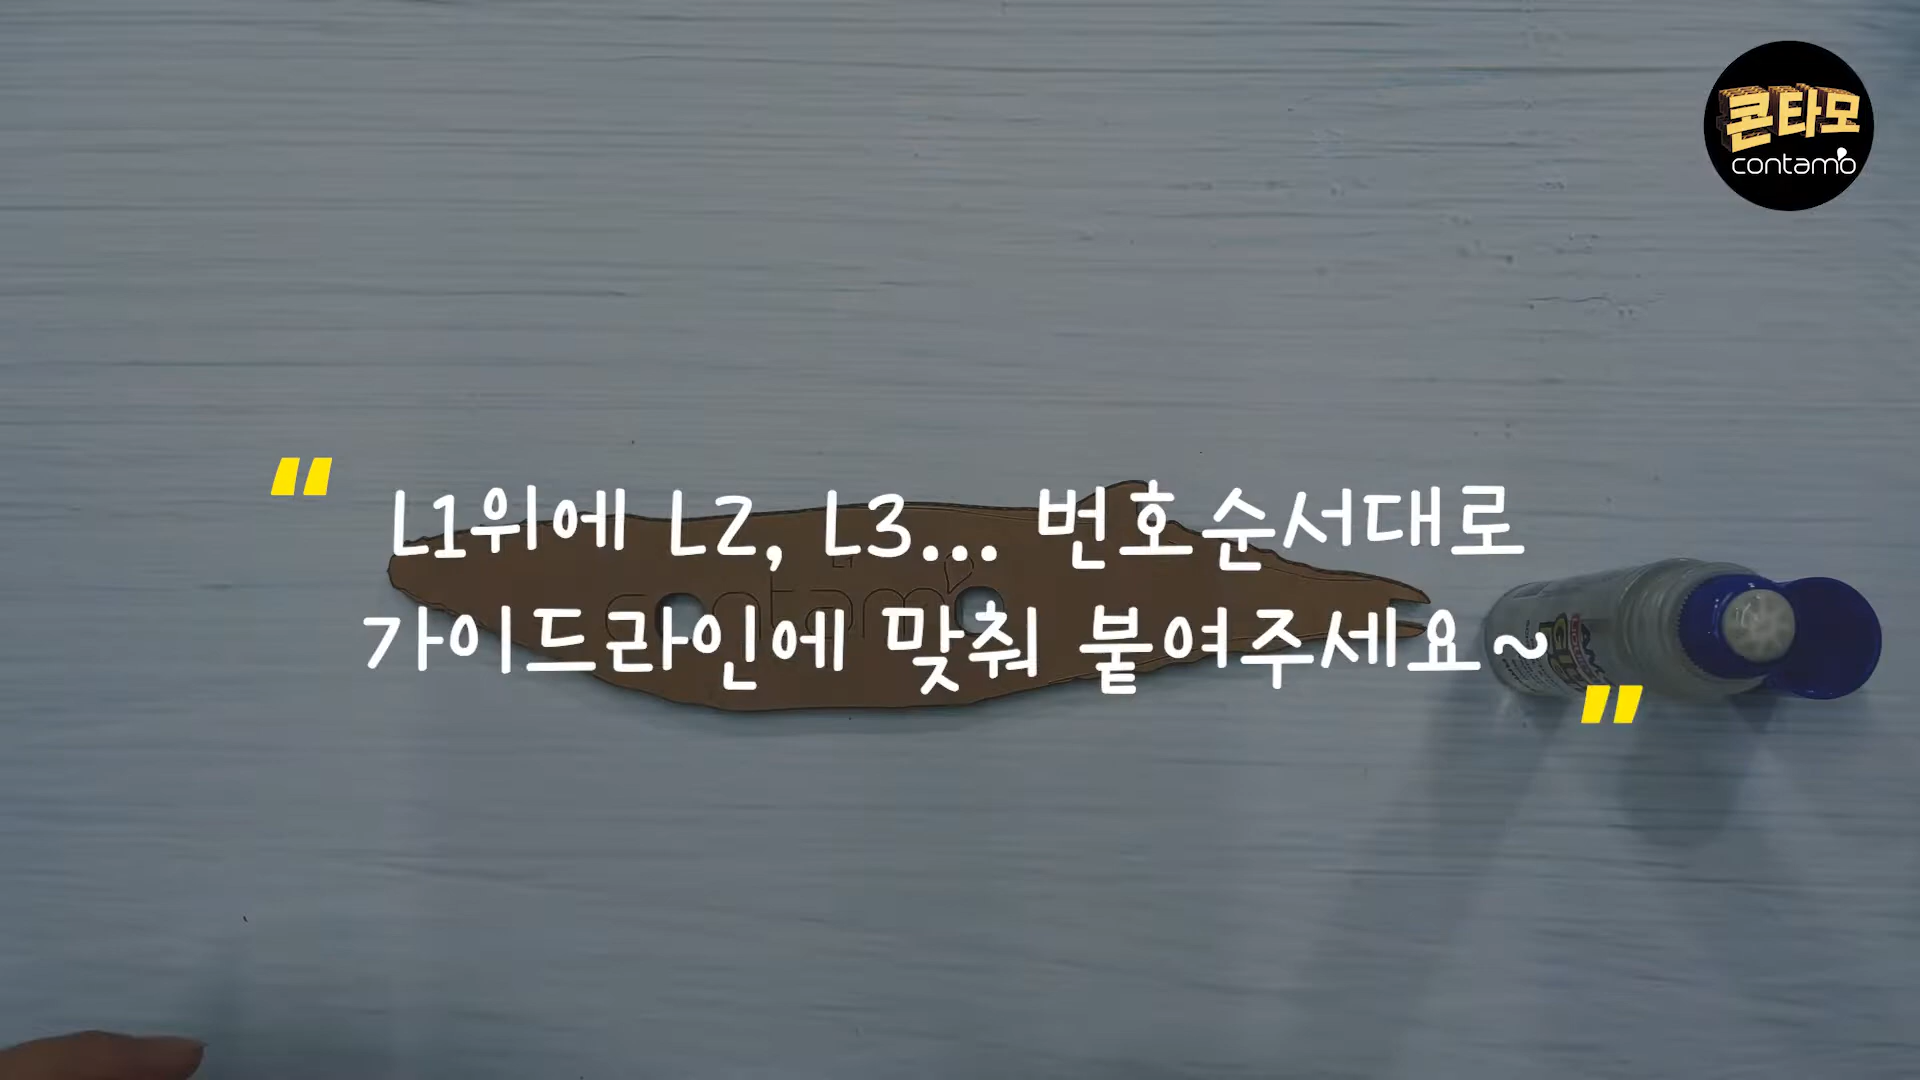 콘타모
contamo
" L1위에 L2, L3... 번호순서대로
가이드라인에 맞춰 붙여주세요~ "
contamo